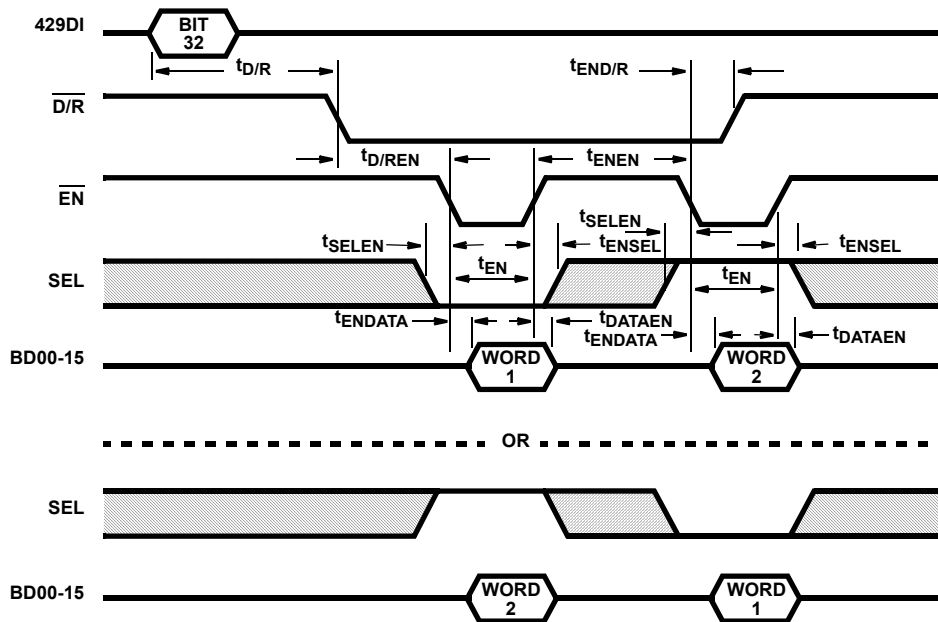 429DI
BIT
32
tD/R
tEND/R
D/R
tD/REN
tENEN
EN
tSELEN
tSELEN
tENSEL
tENSEL
SEL
tEN
tEN
tENDATA
tDATAEN
tENDATA
tDATAEN
BD00-15
WORD
1
WORD
2
OR
SEL
BD00-15
WORD
2
WORD
1